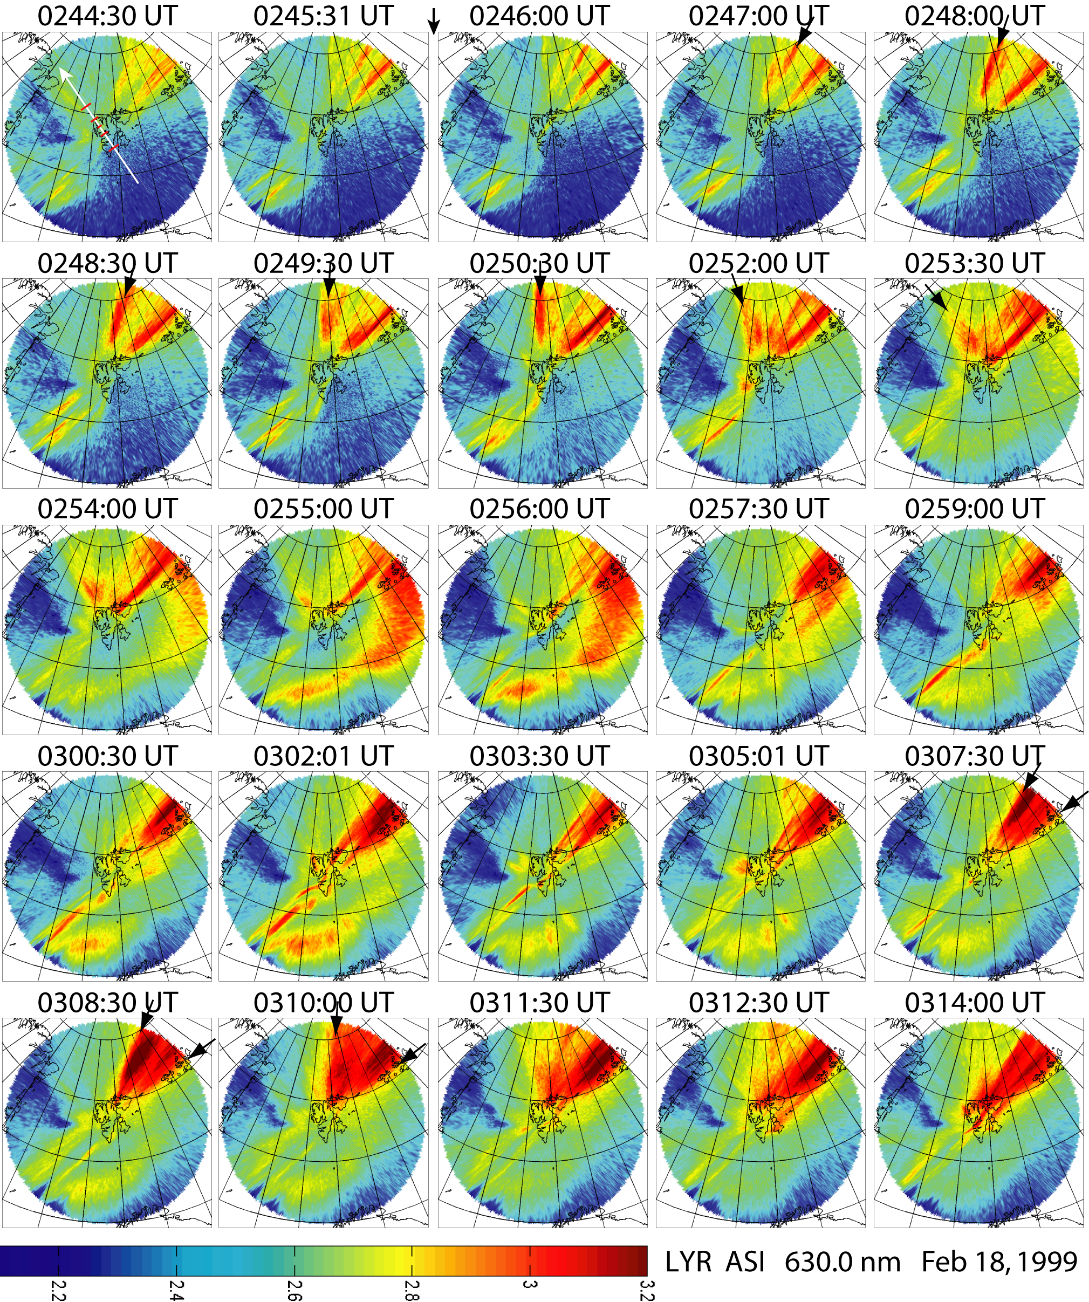 0244:30 UT 0245:31 UT 0246:00 UT 0247:00 UT 0248:00 UT
0248:30 UT 0249:30 UT 0250:30 UT 0252:00 UT 0253:30 UT
0254:00 UT 0255:00 UT 0256:00 UT 0257:30 UT 0259:00 UT
0300:30 UT 0302:01 UT 0303:30 UT 0305:01 UT 0307:30 UT
0308:30 UT 0310:00 UT 0311:30 UT 0312:30 UT 0314:00 UT
LYR ASI 630.0 nm Feb 18, 1999
2.2 2.4 2.6 2.8 3 3.2